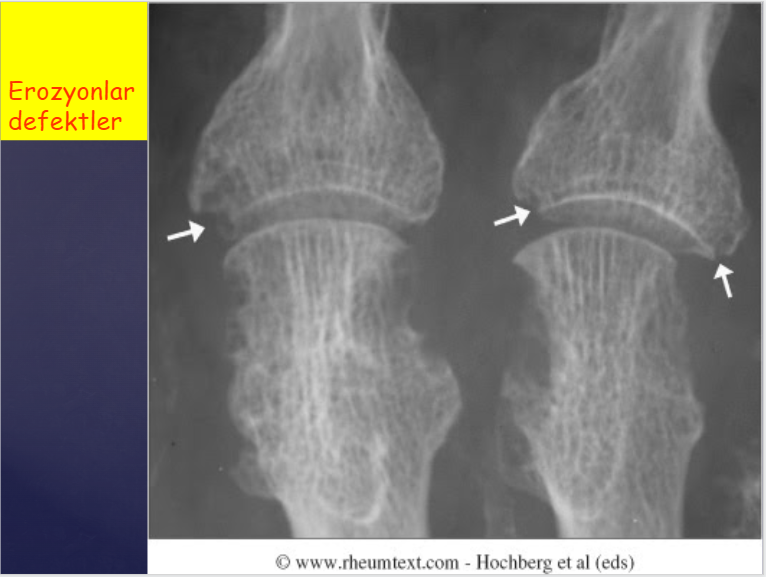 Erozyonlar
defektler
© www.rheumtext.com - Hochberg et al (eds)